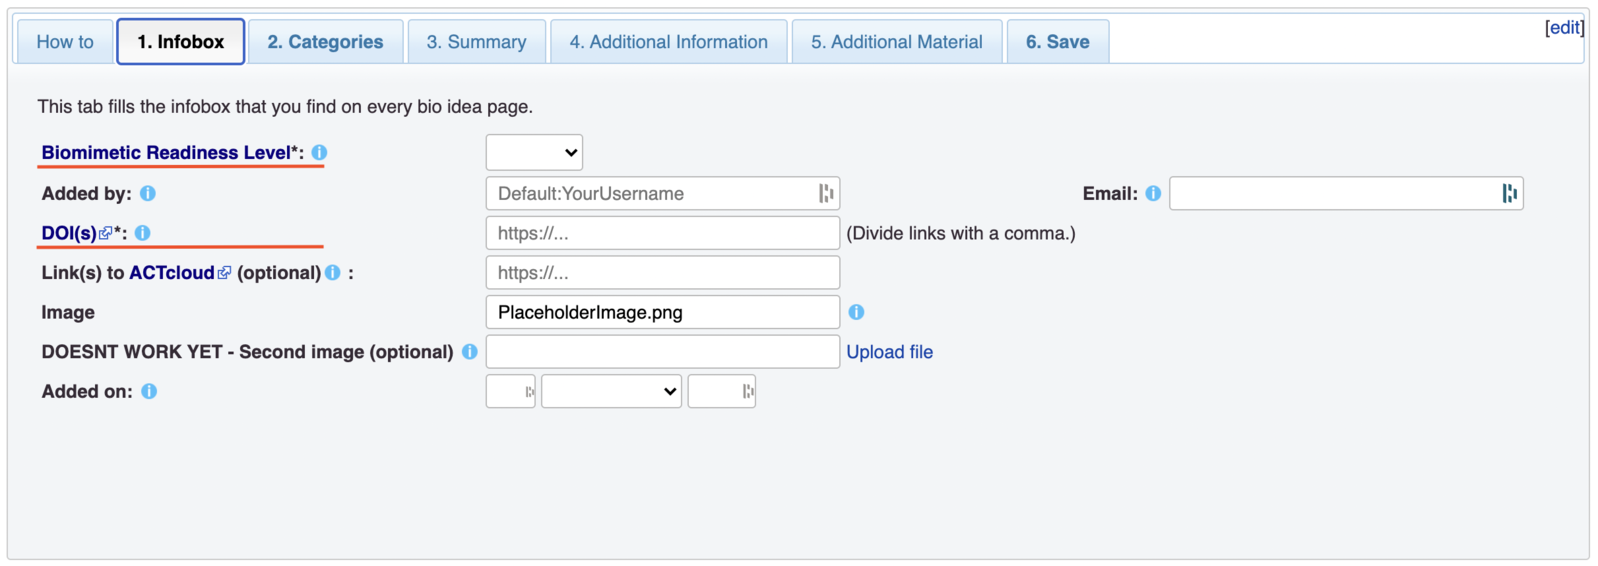 How to 1. Infobox 2. Categories 3. Summary 4. Additional Information 5. Additional Material 6. Save [edit]
This tab fills the infobox that you find on every bio idea page.
Biomimetic Readiness Level*:
Added by: Default:YourUsername Email:
DOI(s)*: https://... (Divide links with a comma.)
Link(s) to ACTcloud (optional) : https://...
Image PlaceholderImage.png
DOESNT WORK YET - Second image (optional) Upload file
Added on: